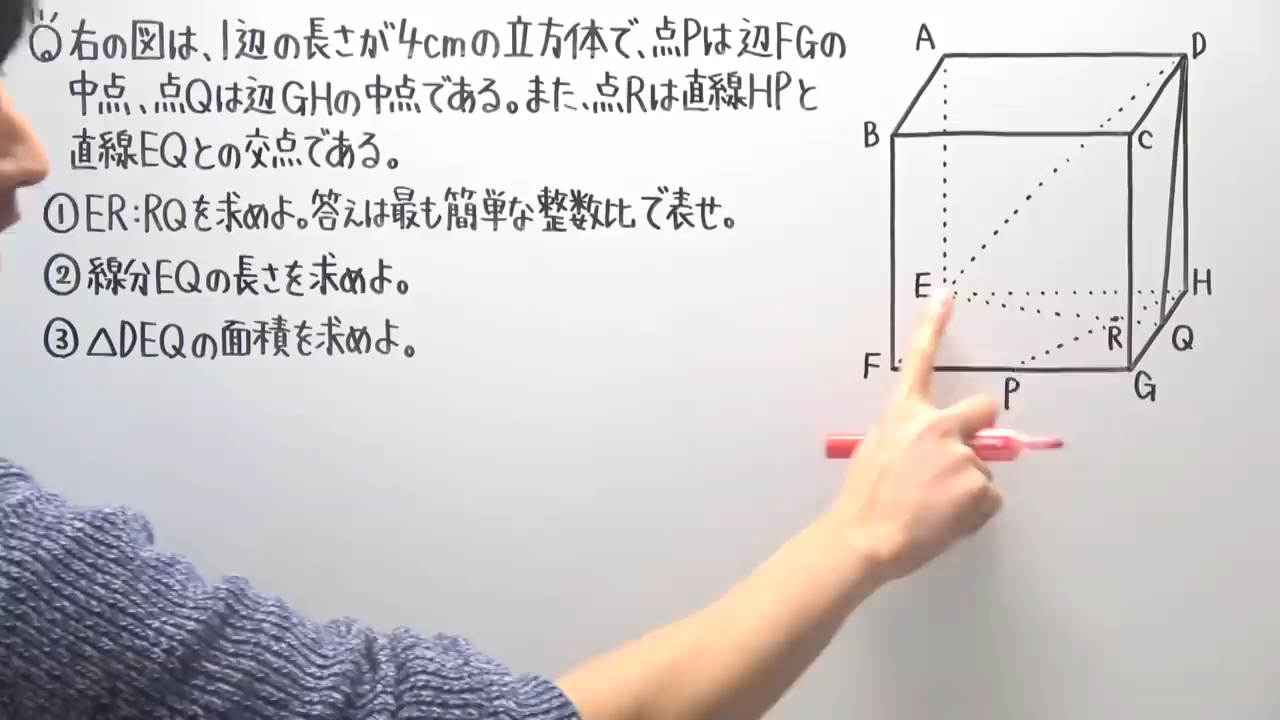 Q 右の図は、1辺の長さが4cmの立方体で、点Pは辺FGの
中点、点Qは辺GHの中点である。また、点Rは直線HPと
直線EQとの交点である。
① ER:RQを求めよ。答えは最も簡単な整数比で表せ。
② 線分EQの長さを求めよ。
③ △DEQの面積を求めよ。
A
D
B
C
E
H
R
Q
F
P
G